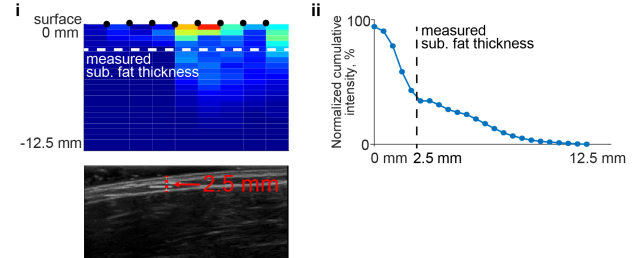 i
surface
0 mm
measured
sub. fat thickness
-12.5 mm
2.5 mm
ii
100
Normalized cumulative
intensity, %
0
measured
sub. fat thickness
0 mm 2.5 mm 12.5 mm